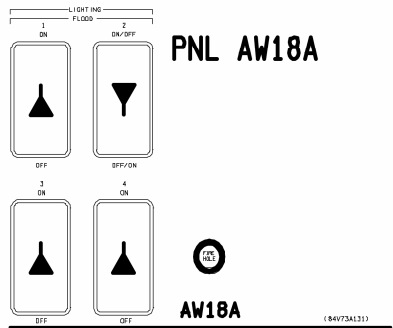 LIGHTING
FLOOD
1 2
ON ON/OFF
PNL AW18A
OFF OFF/ON
3 4
ON ON
FIRE
HOLE
OFF OFF
AW18A
(84V73A131)